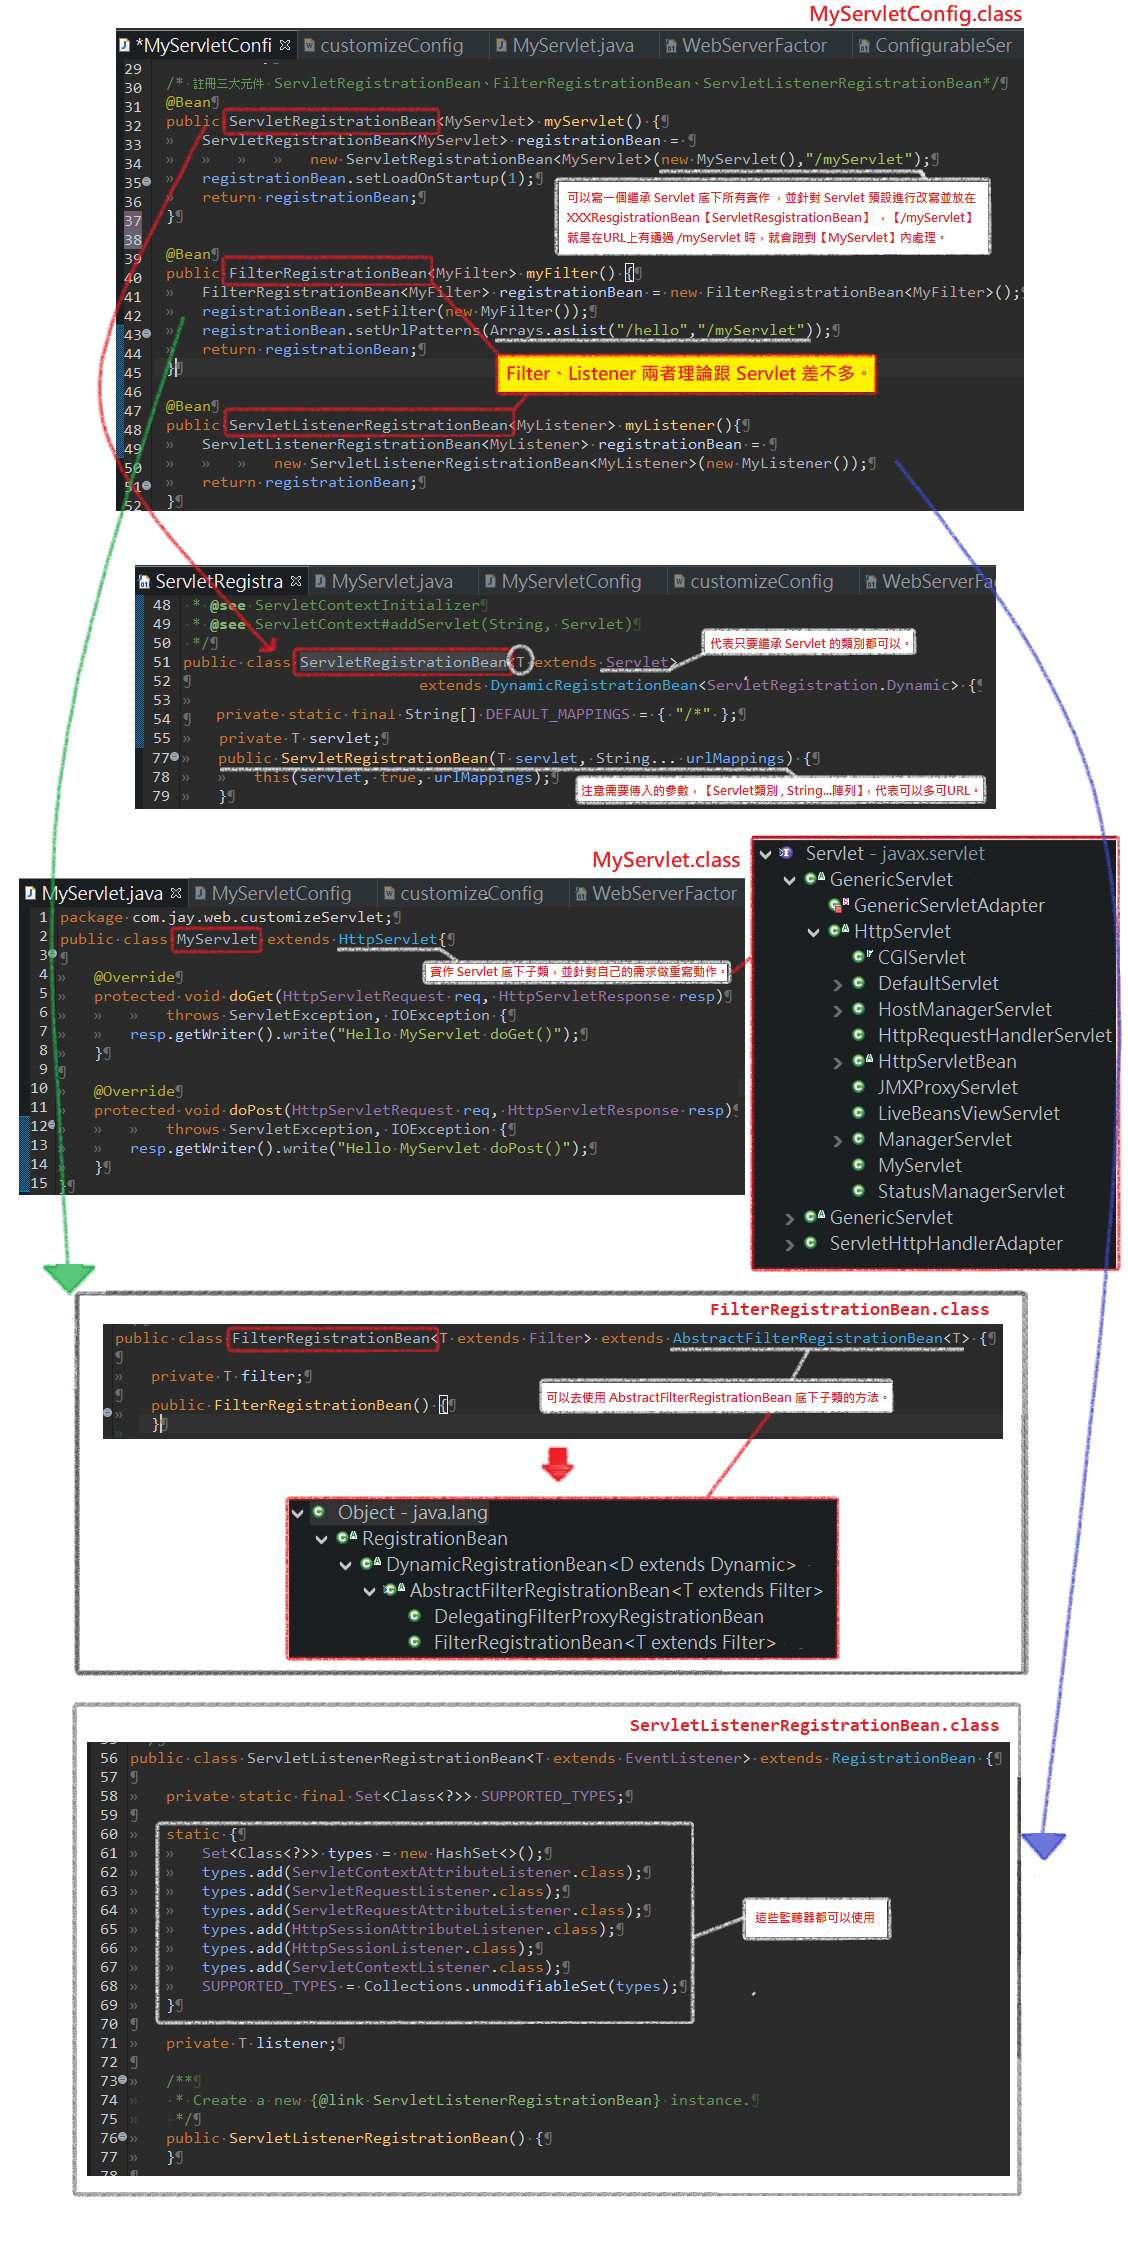 MyServletConfig.class
*MyServletConfi customizeConfig MyServlet.java WebServerFactor ConfigurableSer
29
30 /* 註冊三大元件 ServletRegistrationBean、FilterRegistrationBean、ServletListenerRegistrationBean*/
31 @Bean
32 public ServletRegistrationBean<MyServlet> myServlet() {
33 ServletRegistrationBean<MyServlet> registrationBean =
34 new ServletRegistrationBean<MyServlet>(new MyServlet(),"/myServlet");
35 registrationBean.setLoadOnStartup(1);
36 return registrationBean;
37 }
38
可以寫一個繼承 Servlet 底下所有實作 ，並針對 Servlet 預設進行改寫並放在
XXXResgistrationBean【ServletResgistrationBean】 ，【/myServlet】
就是在URL上有通過 /myServlet 時，就會跑到【MyServlet】內處理。
39 @Bean
40 public FilterRegistrationBean<MyFilter> myFilter() {
41 FilterRegistrationBean<MyFilter> registrationBean = new FilterRegistrationBean<MyFilter>();
42 registrationBean.setFilter(new MyFilter());
43 registrationBean.setUrlPatterns(Arrays.asList("/hello","/myServlet"));
44 return registrationBean;
45 }
Filter、Listener 兩者理論跟 Servlet 差不多。
46
47 @Bean
48 public ServletListenerRegistrationBean<MyListener> myListener(){
49 ServletListenerRegistrationBean<MyListener> registrationBean =
50 new ServletListenerRegistrationBean<MyListener>(new MyListener());
51 return registrationBean;
52 }
ServletRegistra MyServlet.java MyServletConfig customizeConfig WebServerFac
48 * @see ServletContextInitializer
49 * @see ServletContext#addServlet(String, Servlet)
50 */
代表只要繼承 Servlet 的類別都可以。
51 public class ServletRegistrationBean<T extends Servlet>
52 extends DynamicRegistrationBean<ServletRegistration.Dynamic> {
53
54 private static final String[] DEFAULT_MAPPINGS = { "/*" };
55 private T servlet;
77 public ServletRegistrationBean(T servlet, String... urlMappings) {
78 this(servlet, true, urlMappings);
79 }
注意需要傳入的參數，【Servlet類別 , String...陣列】，代表可以多可URL。
MyServlet.class
MyServlet.java MyServletConfig customizeConfig WebServerFactor
1 package com.jay.web.customizeServlet;
2 public class MyServlet extends HttpServlet{
3
實作 Servlet 底下子類，並針對自己的需求做重寫動作。
4 @Override
5 protected void doGet(HttpServletRequest req, HttpServletResponse resp)
6 throws ServletException, IOException {
7 resp.getWriter().write("Hello MyServlet doGet()");
8 }
9
10 @Override
11 protected void doPost(HttpServletRequest req, HttpServletResponse resp)
12 throws ServletException, IOException {
13 resp.getWriter().write("Hello MyServlet doPost()");
14 }
15 }
Servlet - javax.servlet
GenericServlet
GenericServletAdapter
HttpServlet
CGIServlet
DefaultServlet
HostManagerServlet
HttpRequestHandlerServlet
HttpServletBean
JMXProxyServlet
LiveBeansViewServlet
ManagerServlet
MyServlet
StatusManagerServlet
GenericServlet
ServletHttpHandlerAdapter
FilterRegistrationBean.class
public class FilterRegistrationBean<T extends Filter> extends AbstractFilterRegistrationBean<T> {
private T filter;
public FilterRegistrationBean() {
}
可以去使用 AbstractFilterRegistrationBean 底下子類的方法。
Object - java.lang
RegistrationBean
DynamicRegistrationBean<D extends Dynamic>
AbstractFilterRegistrationBean<T extends Filter>
DelegatingFilterProxyRegistrationBean
FilterRegistrationBean<T extends Filter>
ServletListenerRegistrationBean.class
56 public class ServletListenerRegistrationBean<T extends EventListener> extends RegistrationBean {
57
58 private static final Set<Class<?>> SUPPORTED_TYPES;
59
60 static {
61 Set<Class<?>> types = new HashSet<>();
62 types.add(ServletContextAttributeListener.class);
63 types.add(ServletRequestListener.class);
64 types.add(ServletRequestAttributeListener.class);
65 types.add(HttpSessionAttributeListener.class);
66 types.add(HttpSessionListener.class);
67 types.add(ServletContextListener.class);
68 SUPPORTED_TYPES = Collections.unmodifiableSet(types);
69 }
這些監聽器都可以使用
70
71 private T listener;
72
73 /**
74 * Create a new {@link ServletListenerRegistrationBean} instance.
75 */
76 public ServletListenerRegistrationBean() {
77 }
78